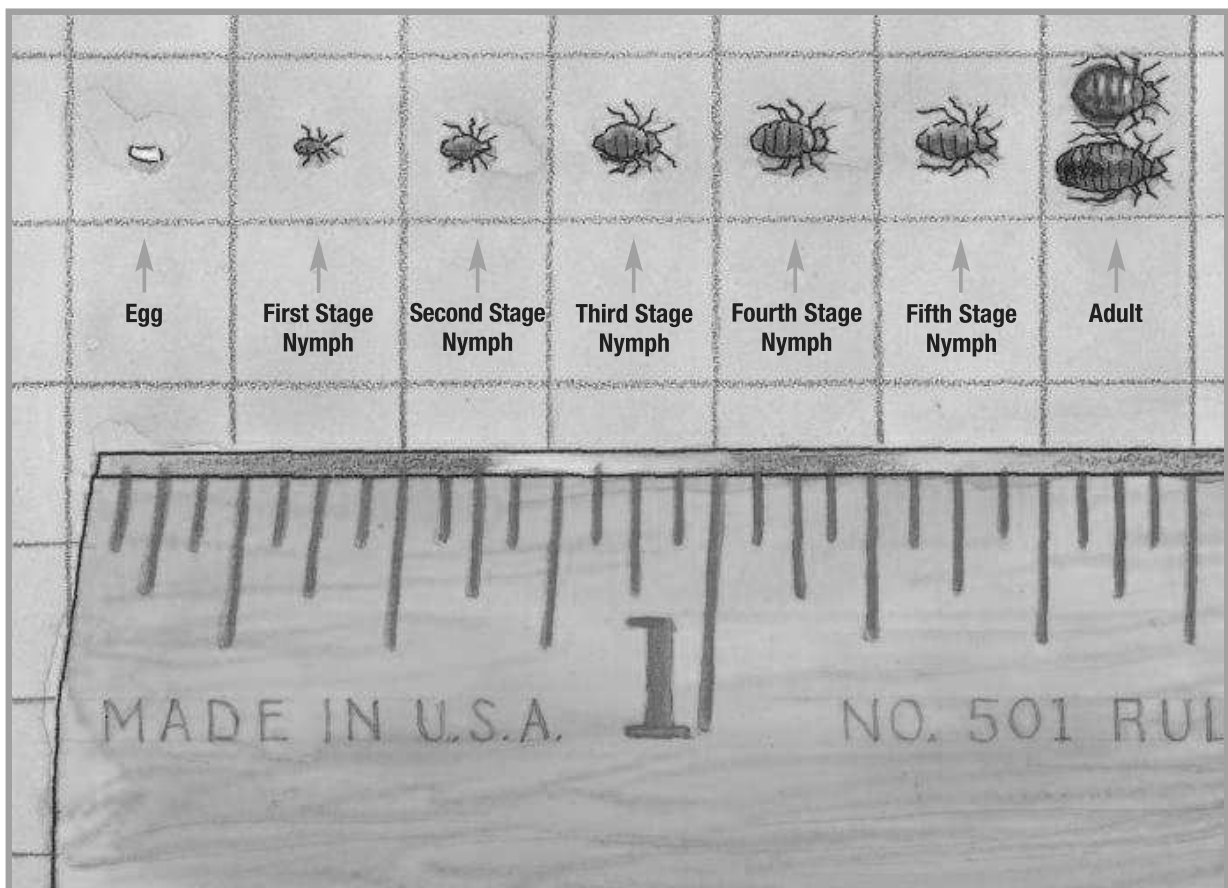 Egg
First Stage
Nymph
Second Stage
Nymph
Third Stage
Nymph
Fourth Stage
Nymph
Fifth Stage
Nymph
Adult
1
MADE IN U.S.A.
NO. 501 RUL